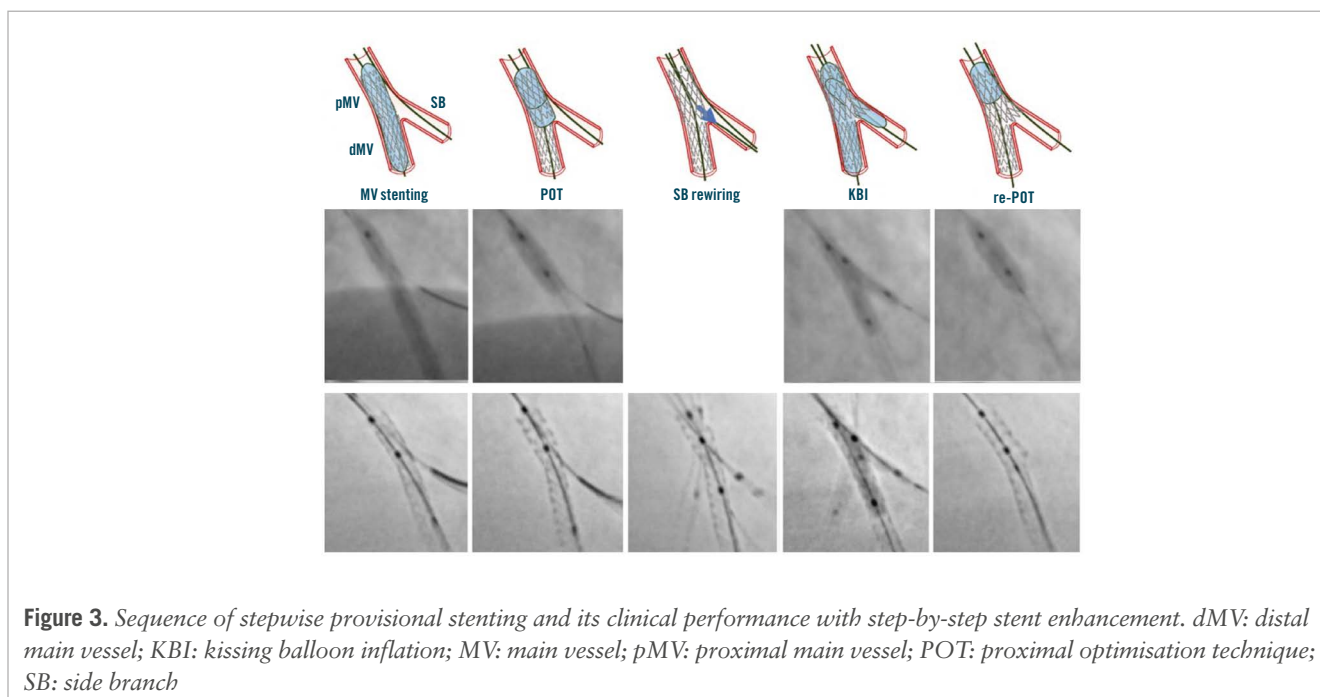 pMV
SB
dMV
MV stenting
POT
SB rewiring
KBI
re-POT
Figure 3. Sequence of stepwise provisional stenting and its clinical performance with step-by-step stent enhancement. dMV: distal
main vessel; KBI: kissing balloon inflation; MV: main vessel; pMV: proximal main vessel; POT: proximal optimisation technique;
SB: side branch